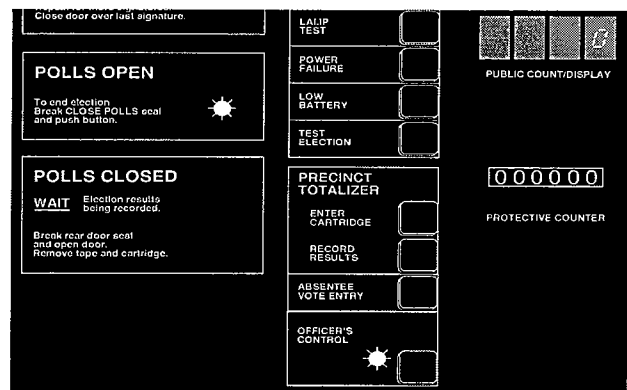 Close door over last signature.
POLLS OPEN
To end election
Break CLOSE POLLS seal
and push button.
POLLS CLOSED
WAIT Election results
being recorded.
Break rear door seal
and open door.
Remove tape and cartridge.
LAMP
TEST
POWER
FAILURE
LOW
BATTERY
TEST
ELECTION
PRECINCT
TOTALIZER
ENTER
CARTRIDGE
RECORD
RESULTS
ABSENTEE
VOTE ENTRY
OFFICER'S
CONTROL
0
PUBLIC COUNT/DISPLAY
000000
PROTECTIVE COUNTER